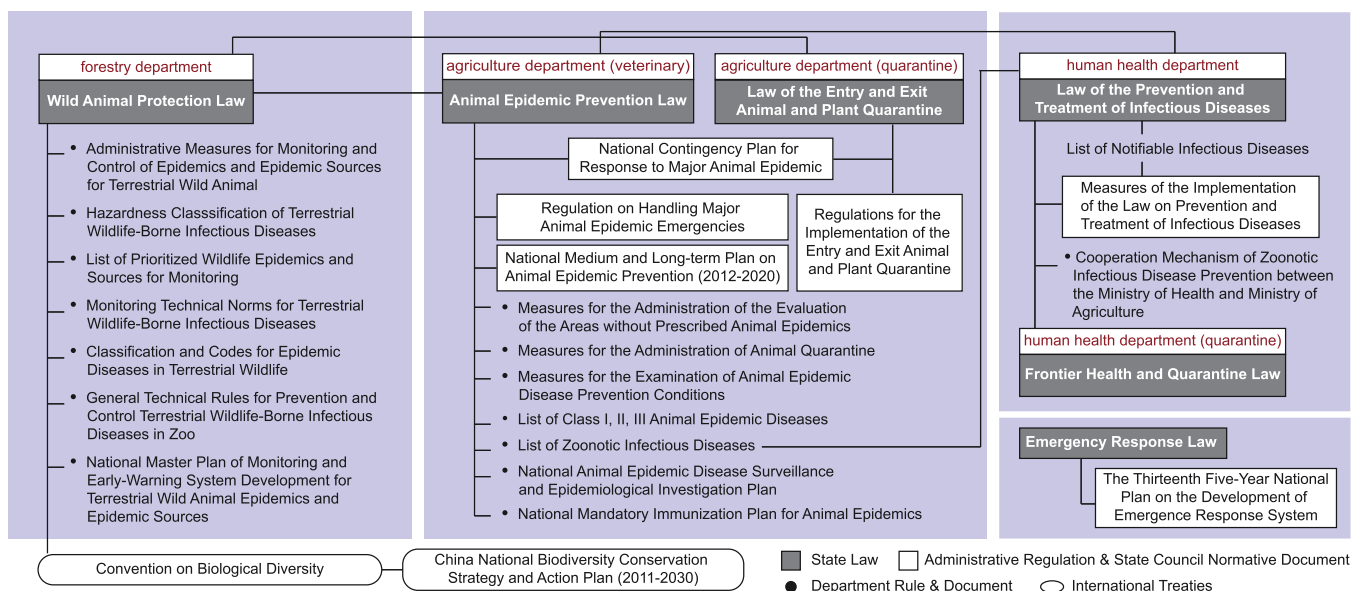 forestry department
Wild Animal Protection Law
• Administrative Measures for Monitoring and
Control of Epidemics and Epidemic Sources
for Terrestrial Wild Animal
• Hazardness Classsification of Terrestrial
Wildlife-Borne Infectious Diseases
• List of Prioritized Wildlife Epidemics and
Sources for Monitoring
• Monitoring Technical Norms for Terrestrial
Wildlife-Borne Infectious Diseases
• Classification and Codes for Epidemic
Diseases in Terrestrial Wildlife
• General Technical Rules for Prevention and
Control Terrestrial Wildlife-Borne Infectious
Diseases in Zoo
• National Master Plan of Monitoring and
Early-Warning System Development for
Terrestrial Wild Animal Epidemics and
Epidemic Sources
agriculture department (veterinary)
Animal Epidemic Prevention Law
agriculture department (quarantine)
Law of the Entry and Exit
Animal and Plant Quarantine
National Contingency Plan for
Response to Major Animal Epidemic
Regulation on Handling Major
Animal Epidemic Emergencies
National Medium and Long-term Plan on
Animal Epidemic Prevention (2012-2020)
Regulations for the
Implementation of the
Entry and Exit Animal
and Plant Quarantine
• Measures for the Administration of the Evaluation
of the Areas without Prescribed Animal Epidemics
• Measures for the Administration of Animal Quarantine
• Measures for the Examination of Animal Epidemic
Disease Prevention Conditions
• List of Class I, II, III Animal Epidemic Diseases
• List of Zoonotic Infectious Diseases
• National Animal Epidemic Disease Surveillance
and Epidemiological Investigation Plan
• National Mandatory Immunization Plan for Animal Epidemics
human health department
Law of the Prevention and
Treatment of Infectious Diseases
List of Notifiable Infectious Diseases
Measures of the Implementation
of the Law on Prevention and
Treatment of Infectious Diseases
• Cooperation Mechanism of Zoonotic
Infectious Disease Prevention between
the Ministry of Health and Ministry of
Agriculture
human health department (quarantine)
Frontier Health and Quarantine Law
Emergency Response Law
The Thirteenth Five-Year National
Plan on the Development of
Emergence Response System
Convention on Biological Diversity
China National Biodiversity Conservation
Strategy and Action Plan (2011-2030)
State Law
Administrative Regulation & State Council Normative Document
Department Rule & Document
International Treaties